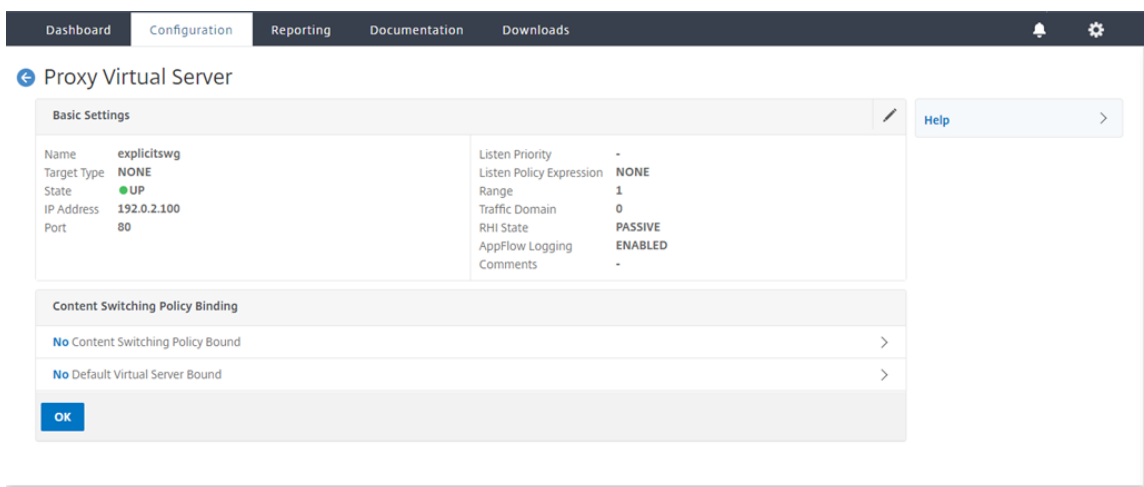 Dashboard Configuration Reporting Documentation Downloads
Proxy Virtual Server
Basic Settings
Name explicitswg
Target Type NONE
State UP
IP Address 192.0.2.100
Port 80
Listen Priority -
Listen Policy Expression NONE
Range 1
Traffic Domain 0
RHI State PASSIVE
AppFlow Logging ENABLED
Comments -
Help
Content Switching Policy Binding
No Content Switching Policy Bound
No Default Virtual Server Bound
OK